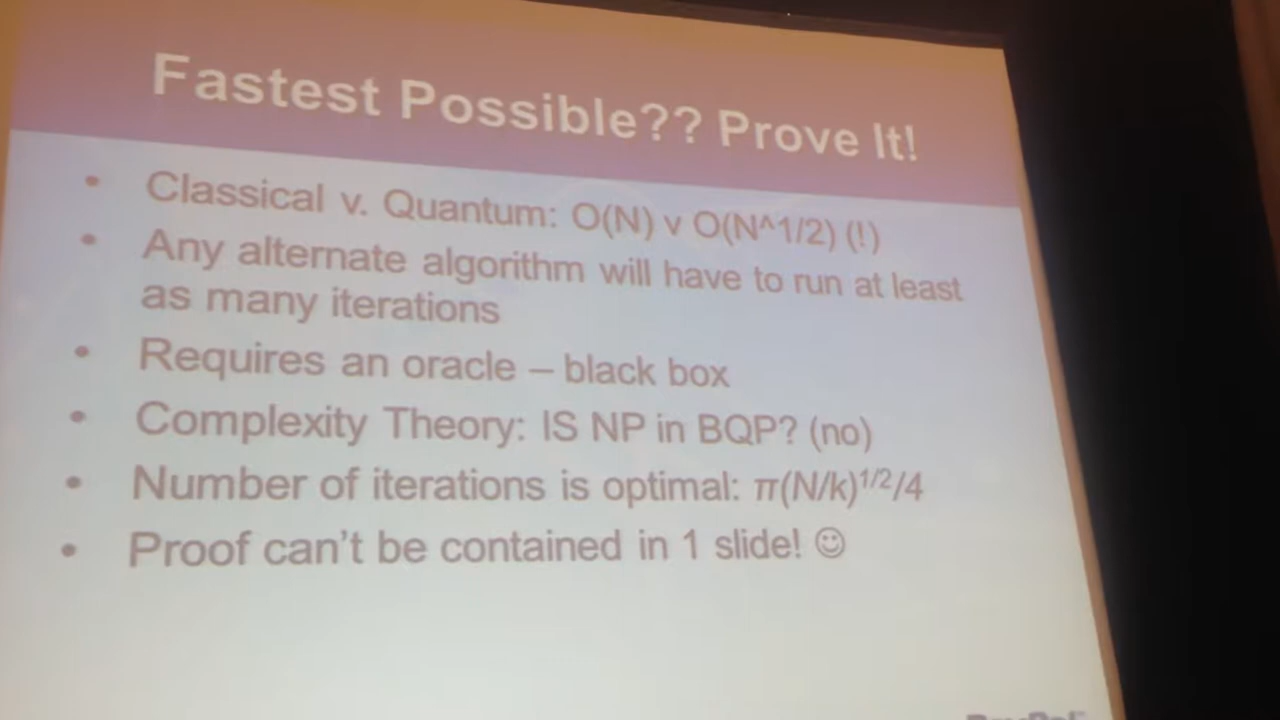 Fastest Possible?? Prove It!
• Classical v. Quantum: O(N) v O(N^1/2) (!)
• Any alternate algorithm will have to run at least
as many iterations
• Requires an oracle – black box
• Complexity Theory: IS NP in BQP? (no)
• Number of iterations is optimal: π(N/k)¹ᐟ²/4
• Proof can't be contained in 1 slide! ☺